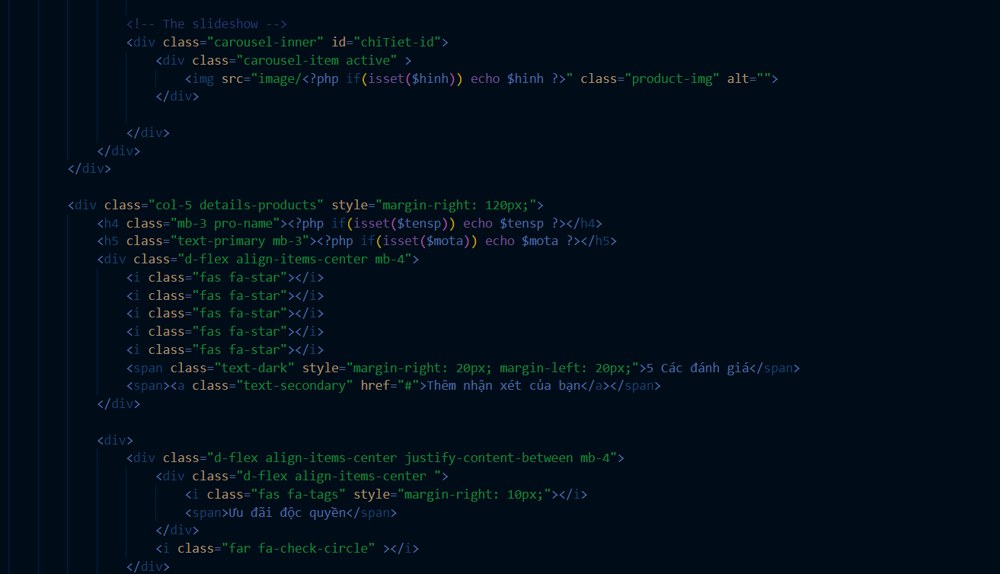 <!-- The slideshow -->
<div class="carousel-inner" id="chiTiet-id">
<div class="carousel-item active" >
<img src="image/<?php if(isset($hinh)) echo $hinh ?>" class="product-img" alt="">
</div>
</div>
</div>
</div>
<div class="col-5 details-products" style="margin-right: 120px;">
<h4 class="mb-3 pro-name"><?php if(isset($tensp)) echo $tensp ?></h4>
<h5 class="text-primary mb-3"><?php if(isset($mota)) echo $mota ?></h5>
<div class="d-flex align-items-center mb-4">
<i class="fas fa-star"></i>
<i class="fas fa-star"></i>
<i class="fas fa-star"></i>
<i class="fas fa-star"></i>
<i class="fas fa-star"></i>
<span class="text-dark" style="margin-right: 20px; margin-left: 20px;">5 Các đánh giá</span>
<span><a class="text-secondary" href="#">Thêm nhận xét của bạn</a></span>
</div>
<div>
<div class="d-flex align-items-center justify-content-between mb-4">
<div class="d-flex align-items-center ">
<i class="fas fa-tags" style="margin-right: 10px;"></i>
<span>Ưu đãi độc quyền</span>
</div>
<i class="far fa-check-circle" ></i>
</div>